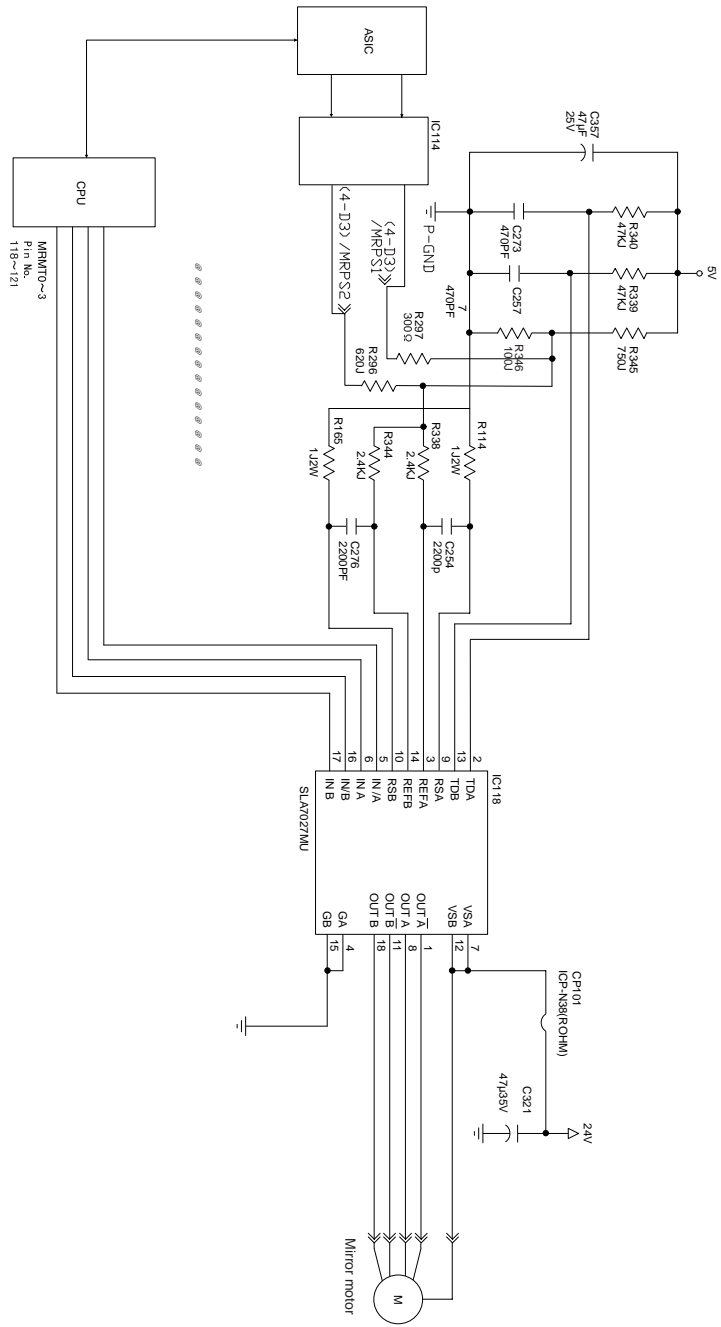 ASIC
CPU
MRMT0~3
Pin No.
118~121
IC114
(4-D3) /MRPS1
(4-D3) /MRPS2
C357
47μF
25V
P-GND
5V
R340
47KJ
C273
470PF
R339
47KJ
C257
7
470PF
R345
750J
R346
100J
R297
300Ω
R296
620J
R114
1J2W
R338
2.4KJ
R344
2.4KJ
R165
1J2W
C254
2200p
C276
2200PF
IC118
SLA7027MU
2 TDA
13 TDB
9 RSA
3 REFA
14 REFB
10 RSB
5 IN /A
6 IN A
16 IN/B
17 IN B
VSA 7
VSB 12
OUT A̅ 1
OUT A 8
OUT B̅ 11
OUT B 18
GA 4
GB 15
CP101
ICP-N38(ROHM)
24V
C321
47μ35V
M
Mirror motor